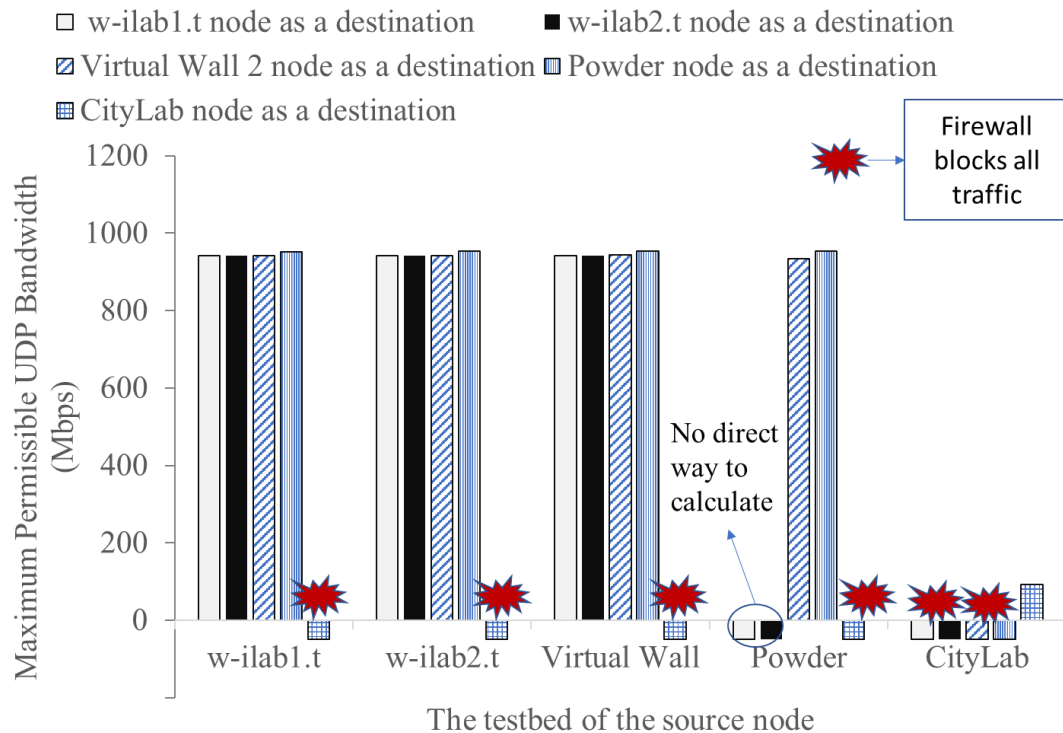 w-ilab1.t node as a destination
w-ilab2.t node as a destination
Virtual Wall 2 node as a destination
Powder node as a destination
CityLab node as a destination
Firewall
blocks all
traffic
Maximum Permissible UDP Bandwidth
(Mbps)
1200
1000
800
600
400
200
0
No direct
way to
calculate
w-ilab1.t
w-ilab2.t
Virtual Wall
Powder
CityLab
The testbed of the source node